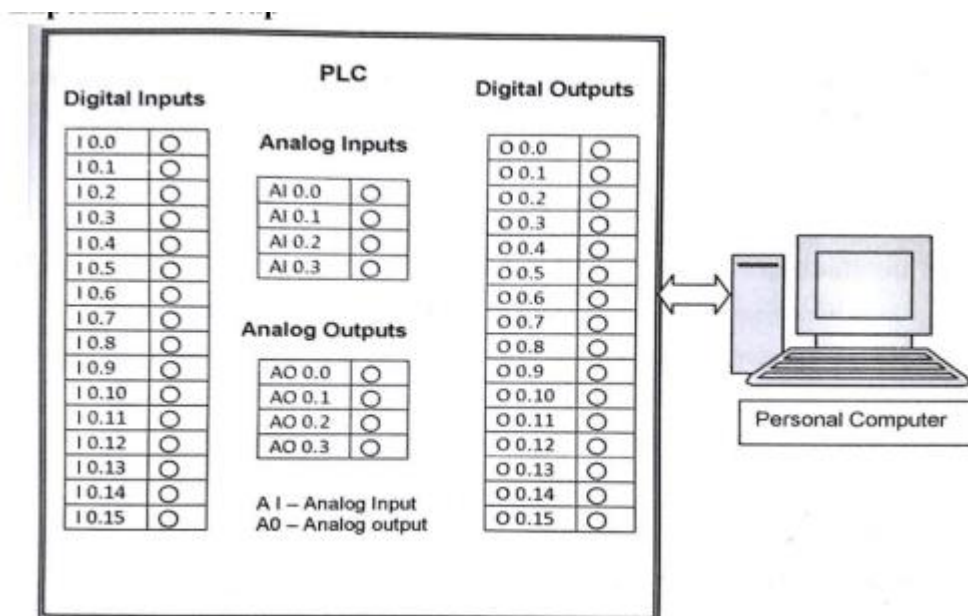 PLC
Digital Inputs
I 0.0
I 0.1
I 0.2
I 0.3
I 0.4
I 0.5
I 0.6
I 0.7
I 0.8
I 0.9
I 0.10
I 0.11
I 0.12
I 0.13
I 0.14
I 0.15
Analog Inputs
AI 0.0
AI 0.1
AI 0.2
AI 0.3
Analog Outputs
AO 0.0
AO 0.1
AO 0.2
AO 0.3
A I – Analog Input
A0 – Analog output
Digital Outputs
O 0.0
O 0.1
O 0.2
O 0.3
O 0.4
O 0.5
O 0.6
O 0.7
O 0.8
O 0.9
O 0.10
O 0.11
O 0.12
O 0.13
O 0.14
O 0.15
Personal Computer